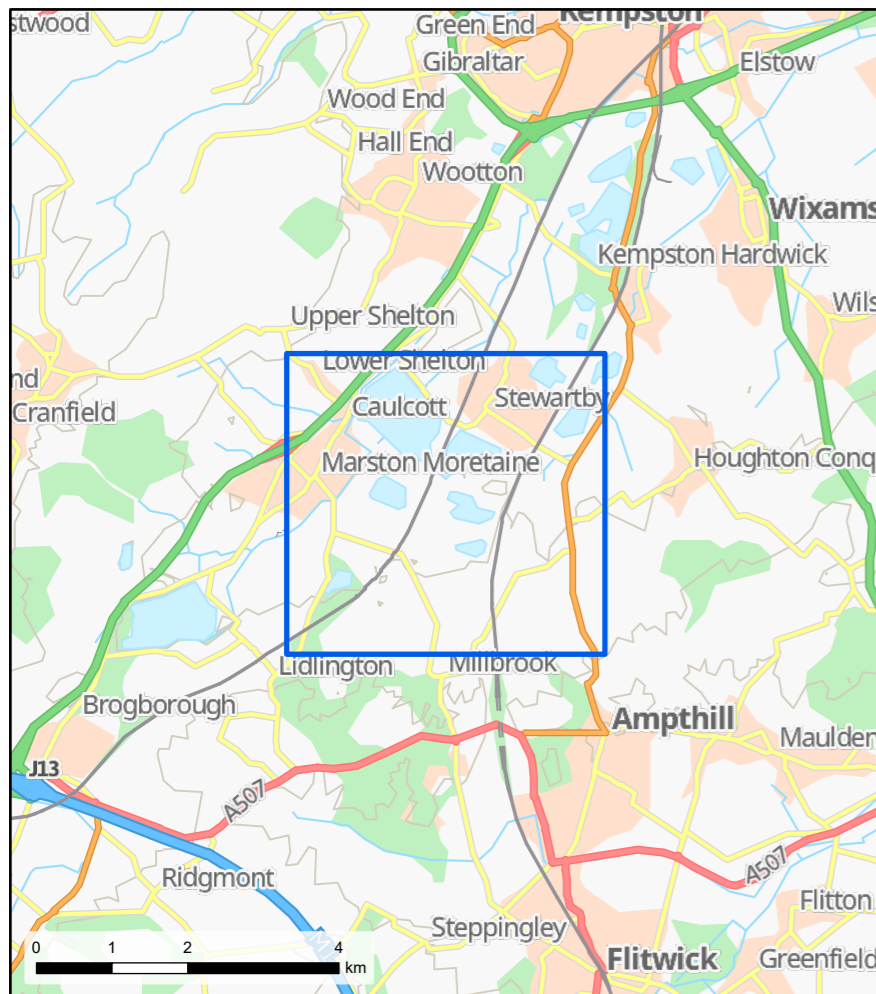 stwood
Green End
Kempston
Gibraltar
Elstow
Wood End
Hall End
Wootton
Wixams
Kempston Hardwick
Upper Shelton
Wils
Lower Shelton
nd
Cranfield
Caulcott
Stewartby
Marston Moretaine
Houghton Conq
Lidlington
Millbrook
Brogborough
Ampthill
Maulden
J13
A507
A507
Ridgmont
Flitton
Steppingley
Flitwick
Greenfield
0 1 2 4
km